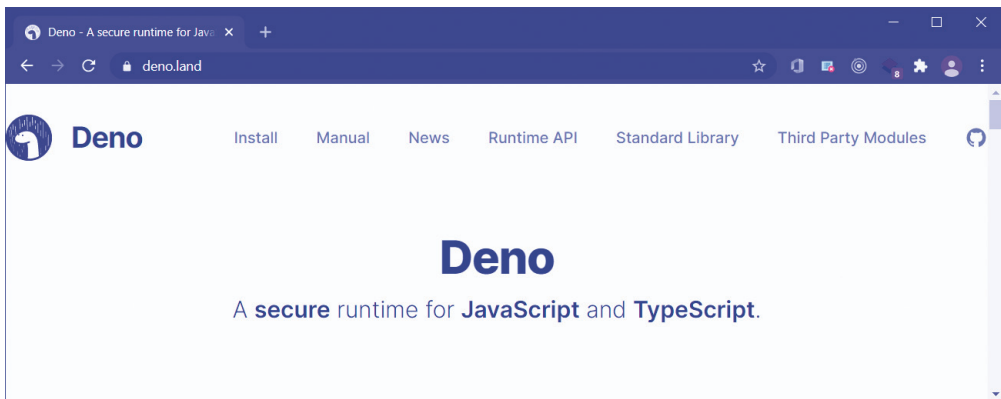 Deno - A secure runtime for Java
deno.land
8
Deno
Install
Manual
News
Runtime API
Standard Library
Third Party Modules
Deno
A secure runtime for JavaScript and TypeScript.